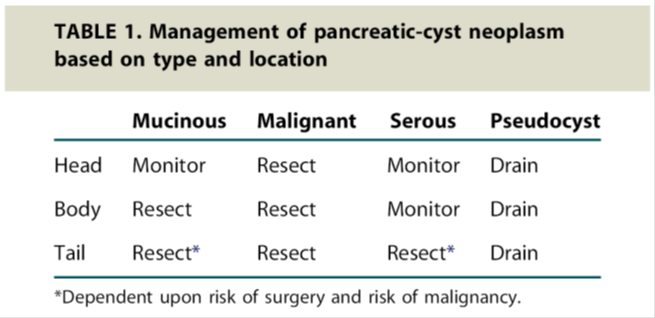 TABLE 1. Management of pancreatic-cyst neoplasm
based on type and location
Mucinous Malignant Serous Pseudocyst
Head Monitor Resect Monitor Drain
Body Resect Resect Monitor Drain
Tail Resect* Resect Resect* Drain
*Dependent upon risk of surgery and risk of malignancy.